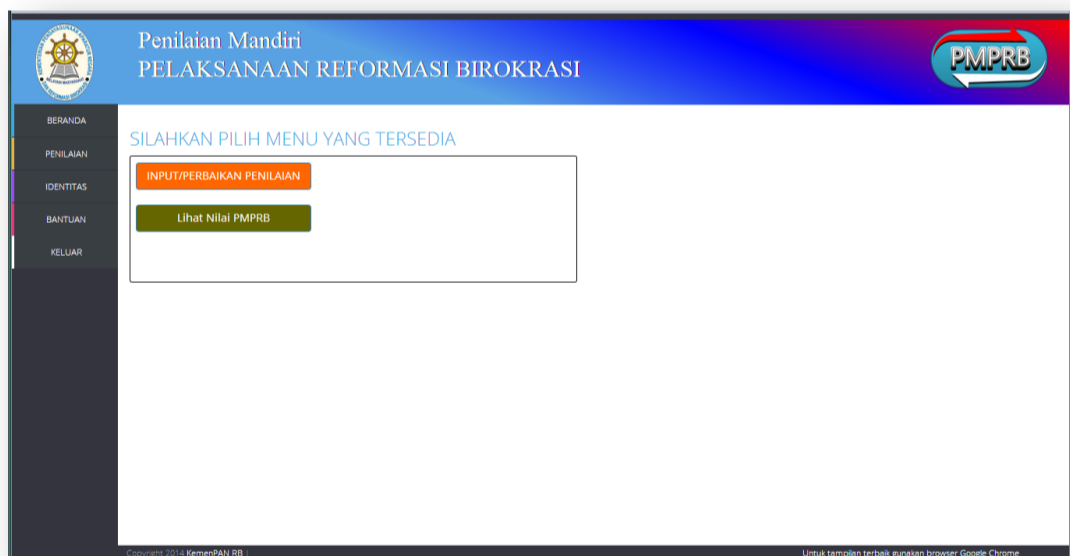 Penilaian Mandiri
PELAKSANAAN REFORMASI BIROKRASI
PMPRB
BERANDA
PENILAIAN
IDENTITAS
BANTUAN
KELUAR
SILAHKAN PILIH MENU YANG TERSEDIA
INPUT/PERBAIKAN PENILAIAN
Lihat Nilai PMPRB
Copyright 2014 KemenPAN RB |
Untuk tampilan terbaik gunakan browser Google Chrome